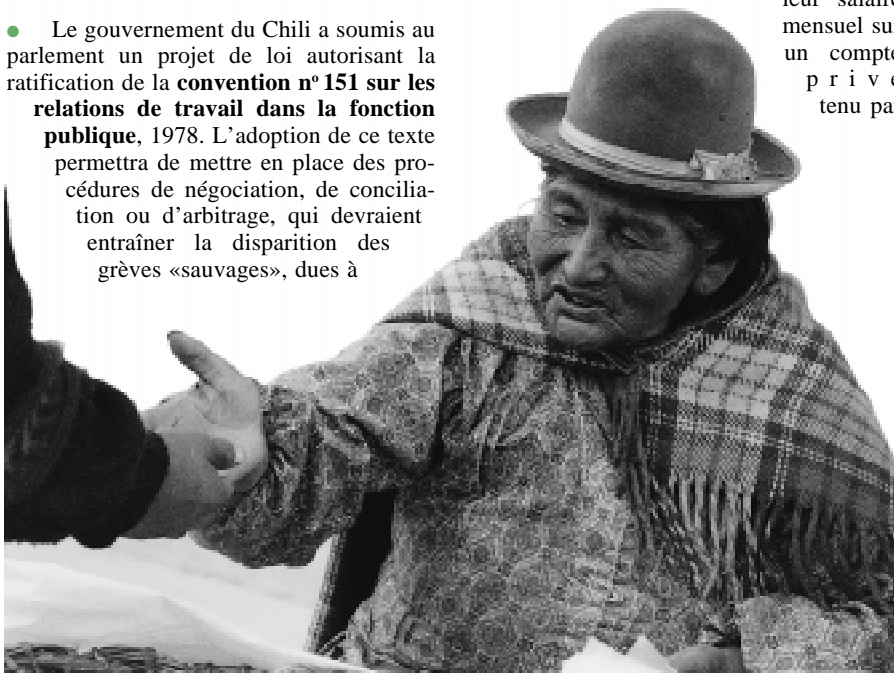 ● Le gouvernement du Chili a soumis au
parlement un projet de loi autorisant la
ratification de la convention nº 151 sur les
relations de travail dans la fonction
publique, 1978. L’adoption de ce texte
permettra de mettre en place des pro-
cédures de négociation, de concilia-
tion ou d’arbitrage, qui devraient
entraîner la disparition des
grèves «sauvages», dues à
leur salaire
mensuel sur
un compte
tenu par